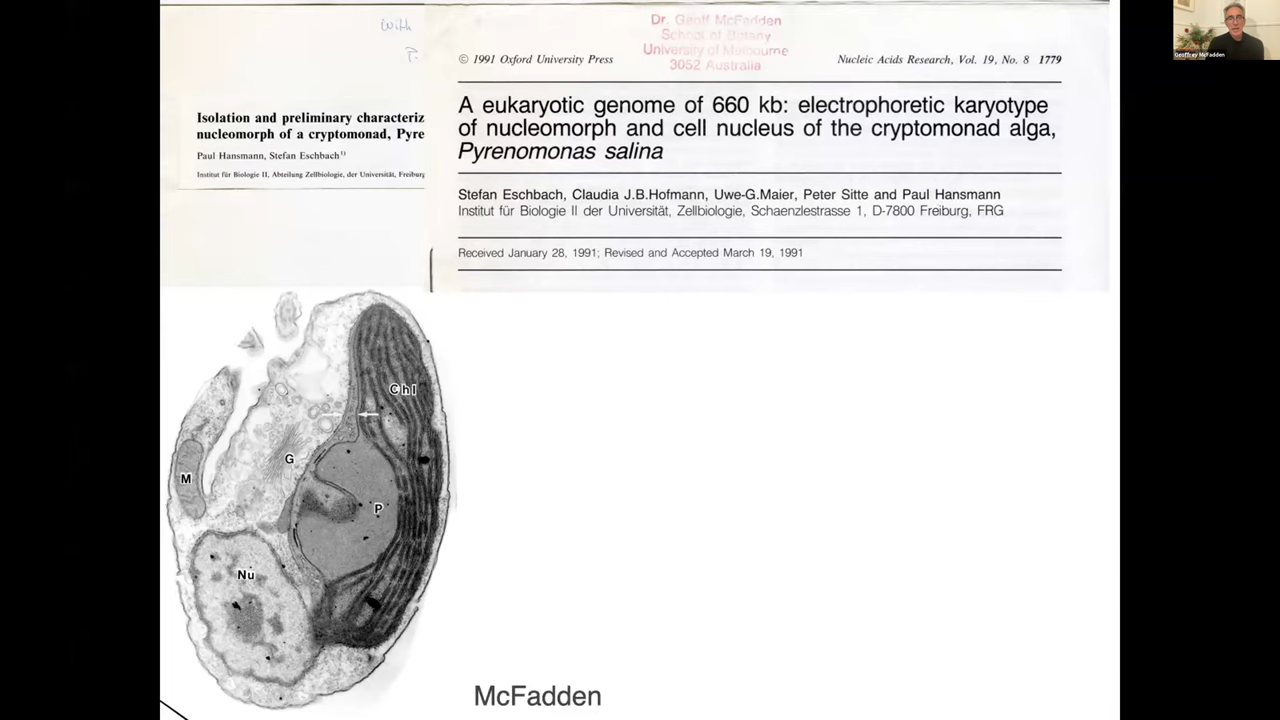 With
P.
Dr. Geoff McFadden
School of Botany
University of Melbourne
3052 Australia
© 1991 Oxford University Press
Nucleic Acids Research, Vol. 19, No. 8 1779
A eukaryotic genome of 660 kb: electrophoretic karyotype
of nucleomorph and cell nucleus of the cryptomonad alga,
Pyrenomonas salina
Stefan Eschbach, Claudia J.B.Hofmann, Uwe-G.Maier, Peter Sitte and Paul Hansmann
Institut für Biologie II der Universität, Zellbiologie, Schaenzlestrasse 1, D-7800 Freiburg, FRG
Received January 28, 1991; Revised and Accepted March 19, 1991
Isolation and preliminary characteriz
nucleomorph of a cryptomonad, Pyre
Paul Hansmann, Stefan Eschbach¹⁾
Institut für Biologie II, Abteilung Zellbiologie, der Universität, Freiburg
Chl
G
M
P
Nu
McFadden
Geoffrey McFadden